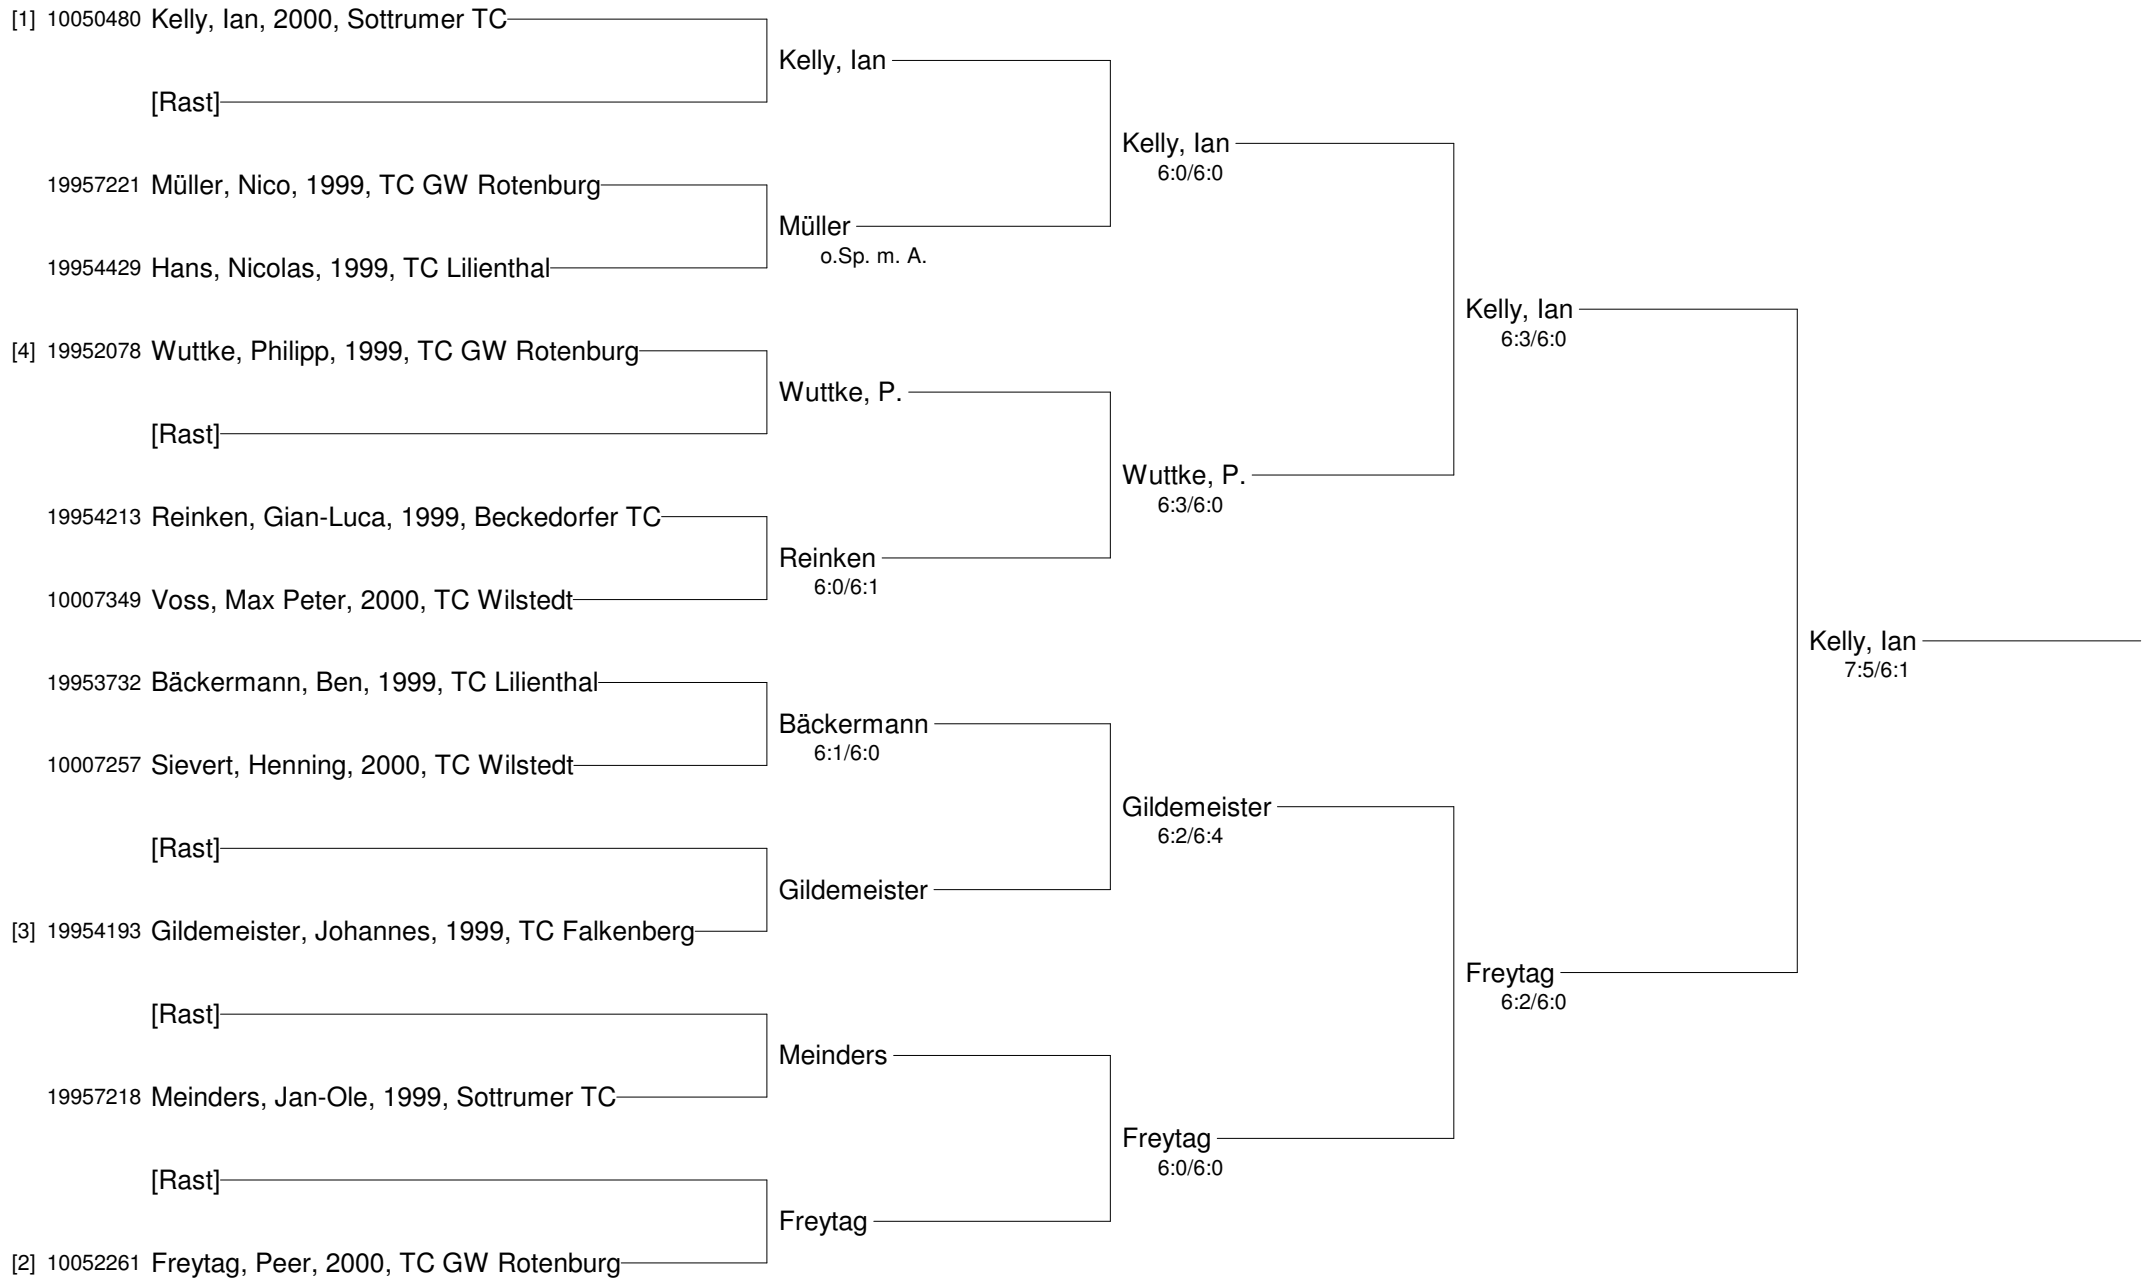 [1] 10050480 Kelly, Ian, 2000, Sottrumer TC
Kelly, Ian
[Rast]
Kelly, Ian
6:0/6:0
19957221 Müller, Nico, 1999, TC GW Rotenburg
Müller
o.Sp. m. A.
19954429 Hans, Nicolas, 1999, TC Lilienthal
Kelly, Ian
6:3/6:0
[4] 19952078 Wuttke, Philipp, 1999, TC GW Rotenburg
Wuttke, P.
[Rast]
Wuttke, P.
6:3/6:0
19954213 Reinken, Gian-Luca, 1999, Beckedorfer TC
Reinken
6:0/6:1
10007349 Voss, Max Peter, 2000, TC Wilstedt
Kelly, Ian
7:5/6:1
19953732 Bäckermann, Ben, 1999, TC Lilienthal
Bäckermann
6:1/6:0
10007257 Sievert, Henning, 2000, TC Wilstedt
Gildemeister
6:2/6:4
[Rast]
Gildemeister
[3] 19954193 Gildemeister, Johannes, 1999, TC Falkenberg
Freytag
6:2/6:0
[Rast]
Meinders
19957218 Meinders, Jan-Ole, 1999, Sottrumer TC
Freytag
6:0/6:0
[Rast]
Freytag
[2] 10052261 Freytag, Peer, 2000, TC GW Rotenburg